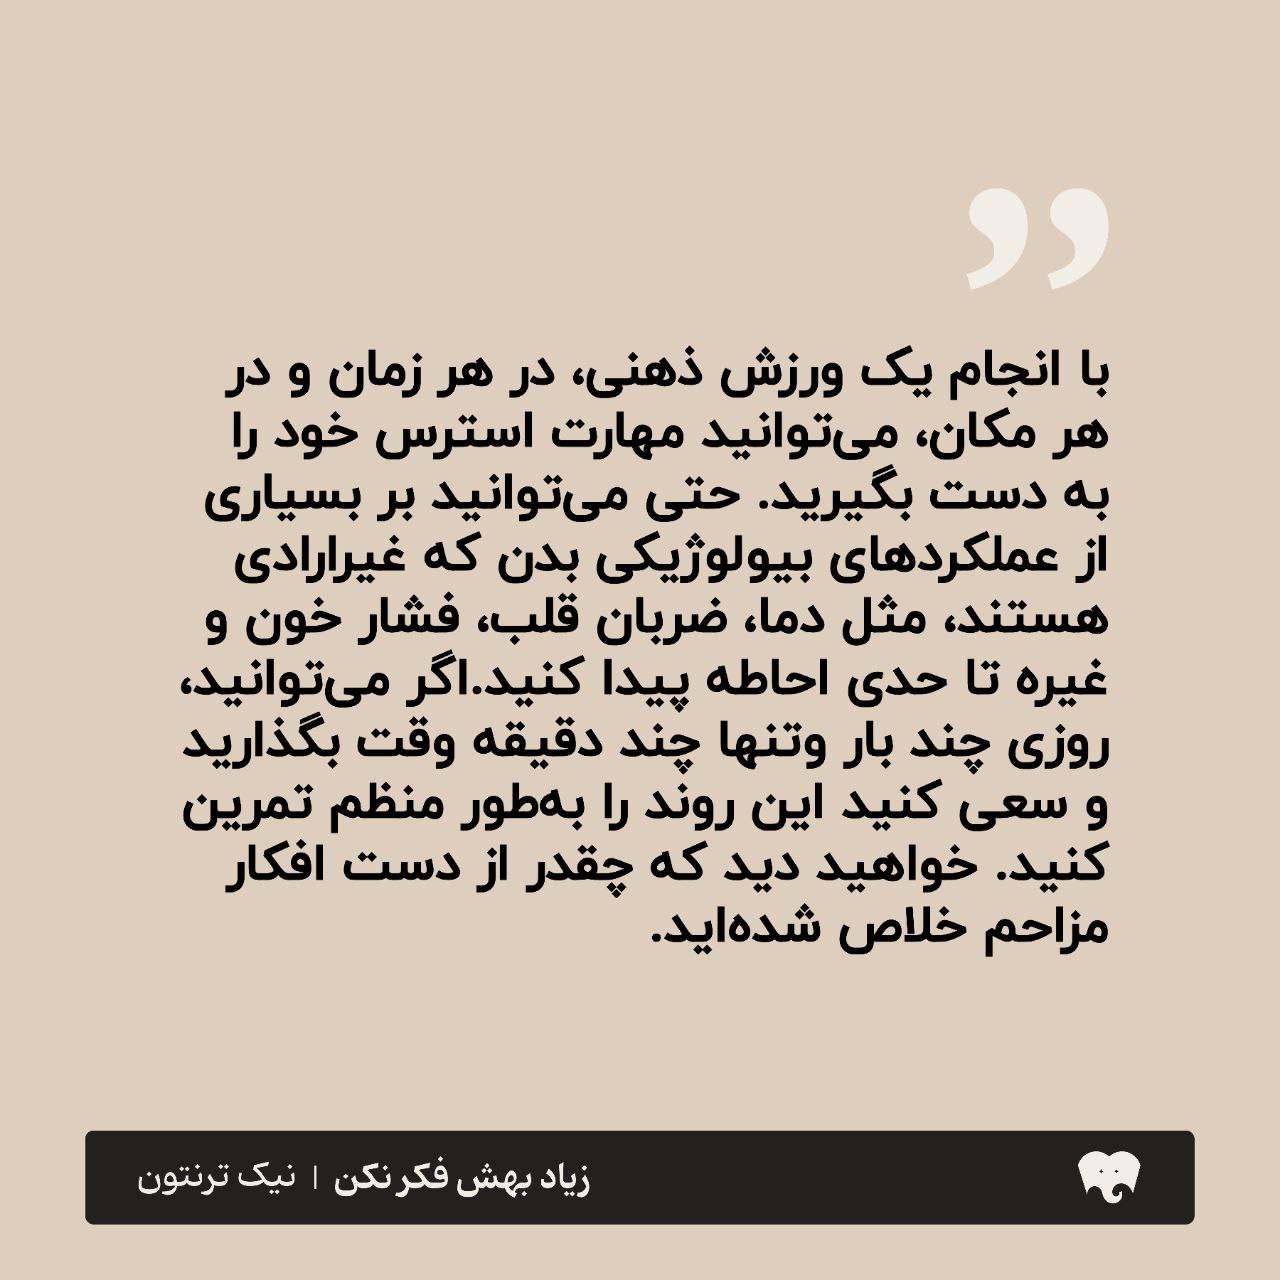 ”
با انجام یک ورزش ذهنی، در هر زمان و در
هر مکان، می‌توانید مهارت استرس خود را
به دست بگیرید. حتی می‌توانید بر بسیاری
از عملکردهای بیولوژیکی بدن که غیرارادی
هستند، مثل دما، ضربان قلب، فشار خون و
غیره تا حدی احاطه پیدا کنید.اگر می‌توانید،
روزی چند بار وتنها چند دقیقه وقت بگذارید
و سعی کنید این روند را به‌طور منظم تمرین
کنید. خواهید دید که چقدر از دست افکار
مزاحم خلاص شده‌اید.
زیاد بهش فکر نکن | نیک ترنتون